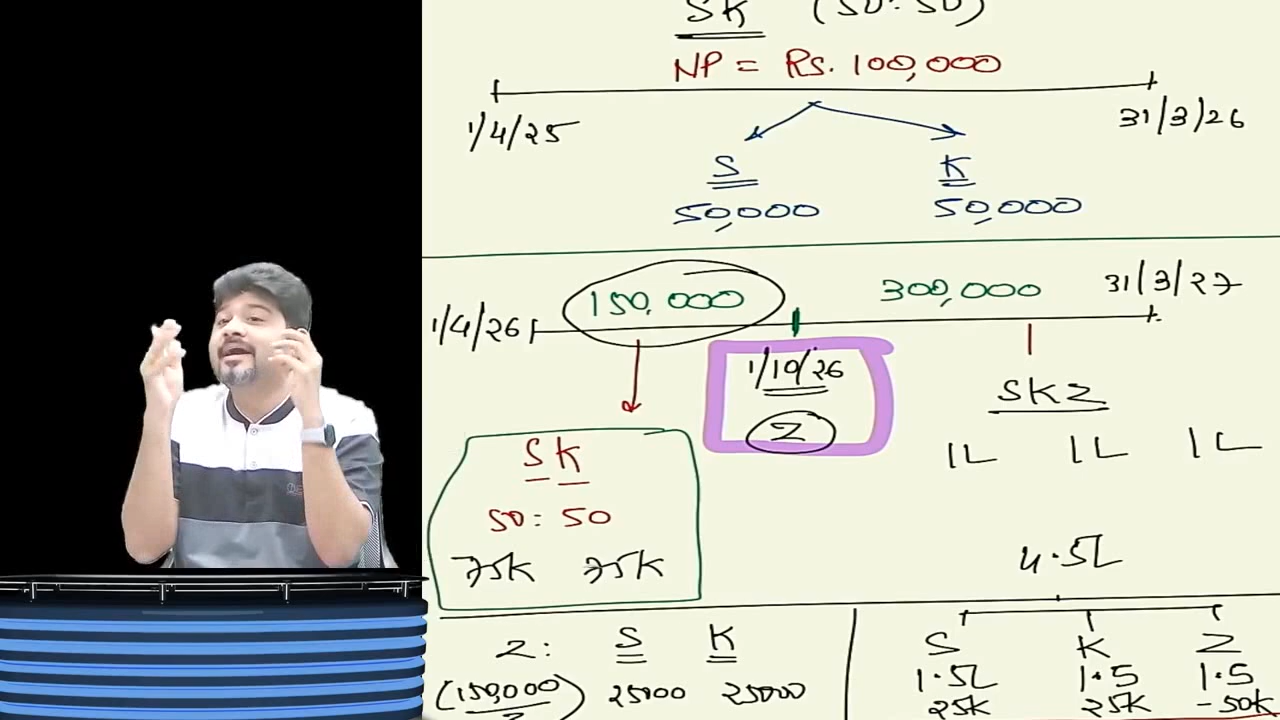 SK (50:50)
NP = Rs. 100,000
1/4/25 31/3/26
S K
50,000 50,000
150,000 300,000 31/3/27
1/4/26
1/10/26
Z
SKZ
1L 1L 1L
SK
50:50
75K 75K
4.5L
Z: S K
(150,000) 25000 25000
S K Z
1.5L 1.5 1.5
25K 25K -50K